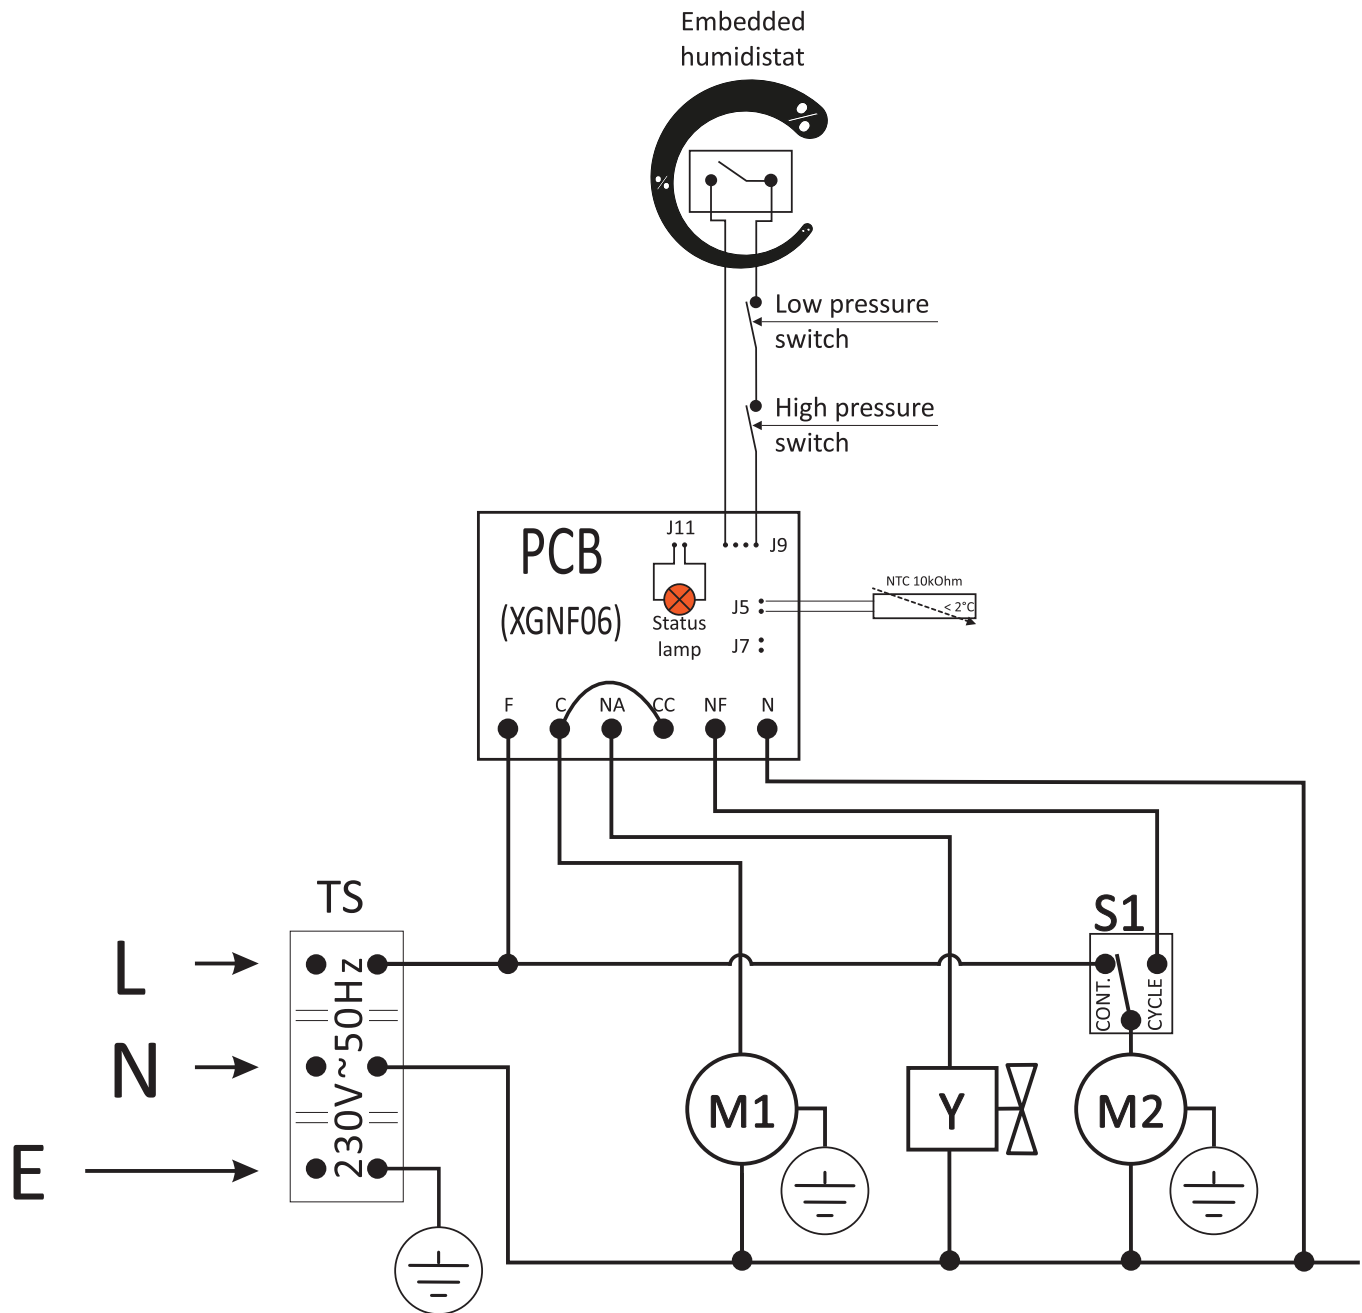 Embedded
humidistat
Low pressure
switch
High pressure
switch
PCB
(XGNF06)
J11
J9
Status
lamp
J5
J7
NTC 10kOhm
< 2°C
F C NA CC NF N
TS
230V~50Hz
L
N
E
S1
CONT.
CYCLE
M1
Y
M2